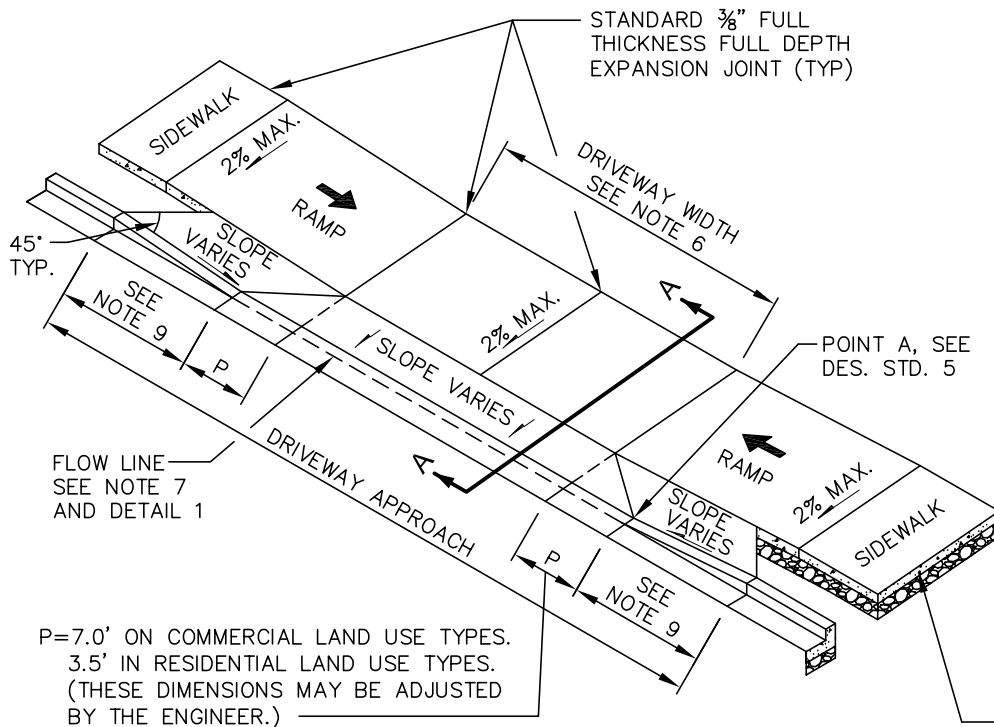 STANDARD 3/8" FULL
THICKNESS FULL DEPTH
EXPANSION JOINT (TYP)
SIDEWALK
2% MAX.
RAMP
DRIVEWAY WIDTH
SEE NOTE 6
45°
TYP.
SLOPE
VARIES
A
SEE
NOTE 9
P
2% MAX.
SLOPE VARIES
POINT A, SEE
DES. STD. 5
FLOW LINE
SEE NOTE 7
AND DETAIL 1
DRIVEWAY APPROACH
A
RAMP
2% MAX.
SIDEWALK
SLOPE
VARIES
P
SEE
NOTE 9
P=7.0' ON COMMERCIAL LAND USE TYPES.
3.5' IN RESIDENTIAL LAND USE TYPES.
(THESE DIMENSIONS MAY BE ADJUSTED
BY THE ENGINEER.)